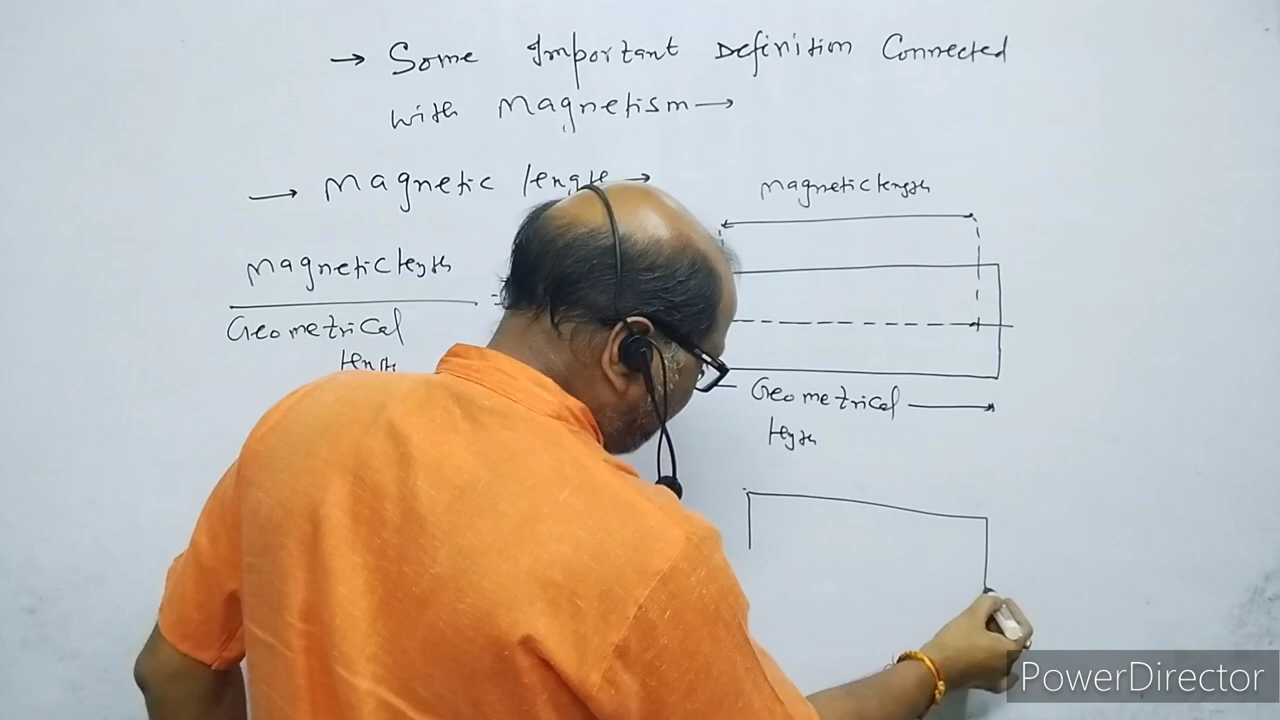 → Some Important Definition Connected
with Magnetism →
→ Magnetic length →
Magnetic length
Magnetic length
Geometrical
length
Geometrical
length
PowerDirector